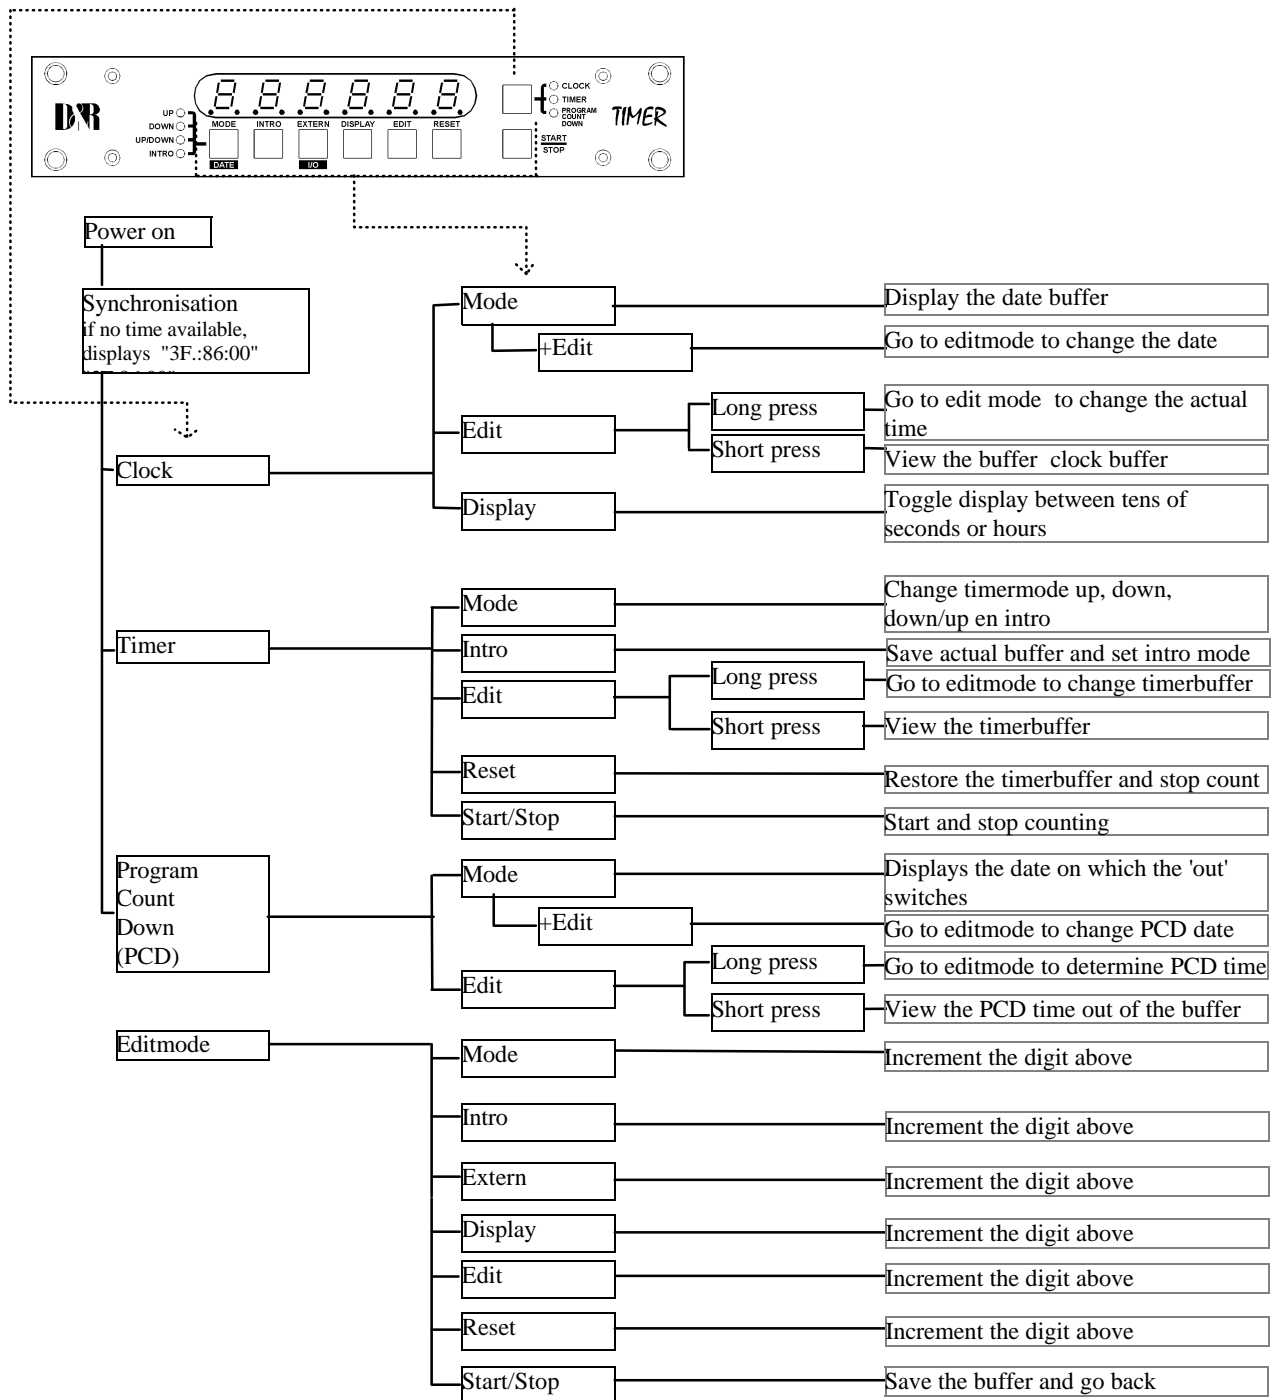 D&R
UP
DOWN
UP/DOWN
INTRO
MODE INTRO EXTERN DISPLAY EDIT RESET
DATE I/O
CLOCK
TIMER
PROGRAM
COUNT
DOWN
START
STOP
TIMER
Power on
Synchronisation
if no time available,
displays "3F.:86:00"
Clock
Mode
Display the date buffer
+Edit
Go to editmode to change the date
Edit
Long press
Go to edit mode to change the actual
time
Short press
View the buffer clock buffer
Display
Toggle display between tens of
seconds or hours
Timer
Mode
Change timermode up, down,
down/up en intro
Intro
Save actual buffer and set intro mode
Edit
Long press
Go to editmode to change timerbuffer
Short press
View the timerbuffer
Reset
Restore the timerbuffer and stop count
Start/Stop
Start and stop counting
Program
Count
Down
(PCD)
Mode
Displays the date on which the 'out'
switches
+Edit
Go to editmode to change PCD date
Edit
Long press
Go to editmode to determine PCD time
Short press
View the PCD time out of the buffer
Editmode
Mode
Increment the digit above
Intro
Increment the digit above
Extern
Increment the digit above
Display
Increment the digit above
Edit
Increment the digit above
Reset
Increment the digit above
Start/Stop
Save the buffer and go back